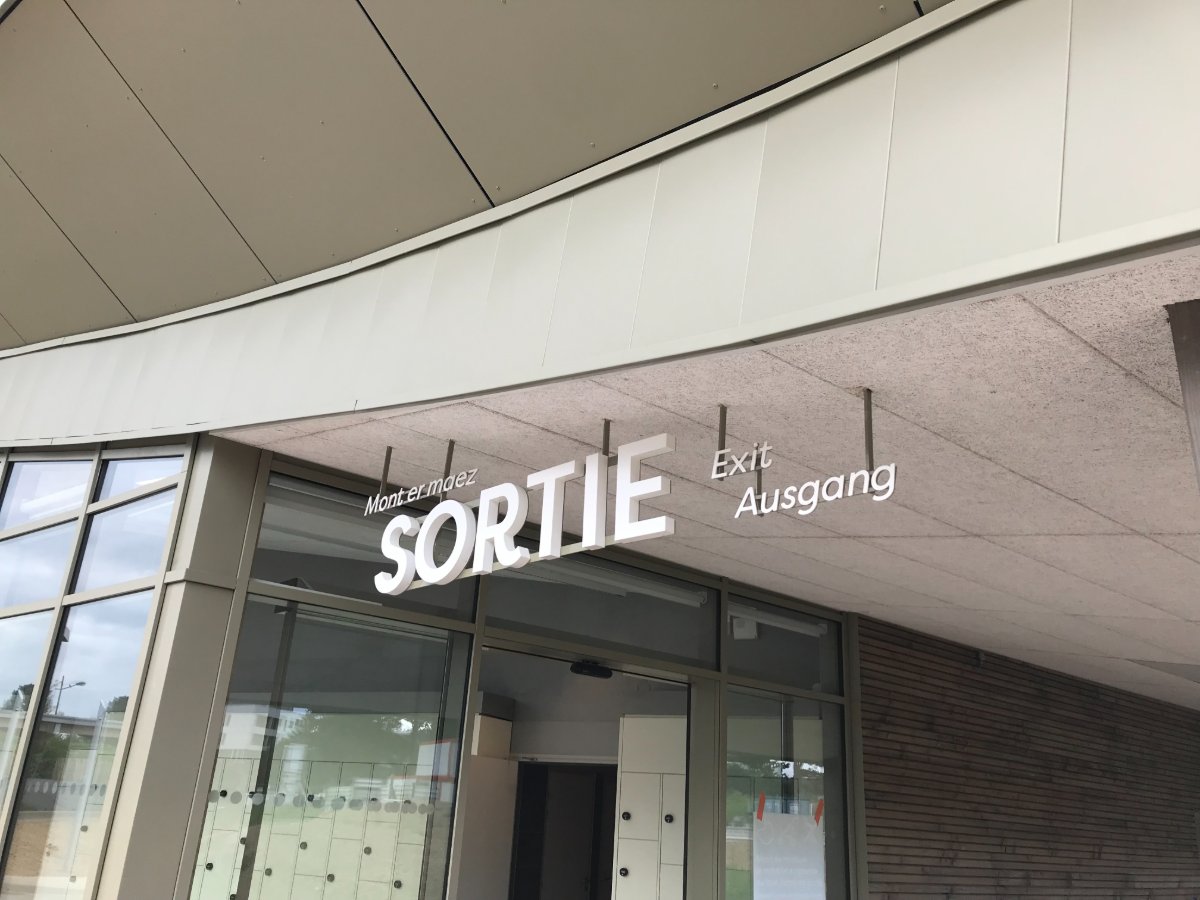 Mont er maez
SORTIE
Exit
Ausgang